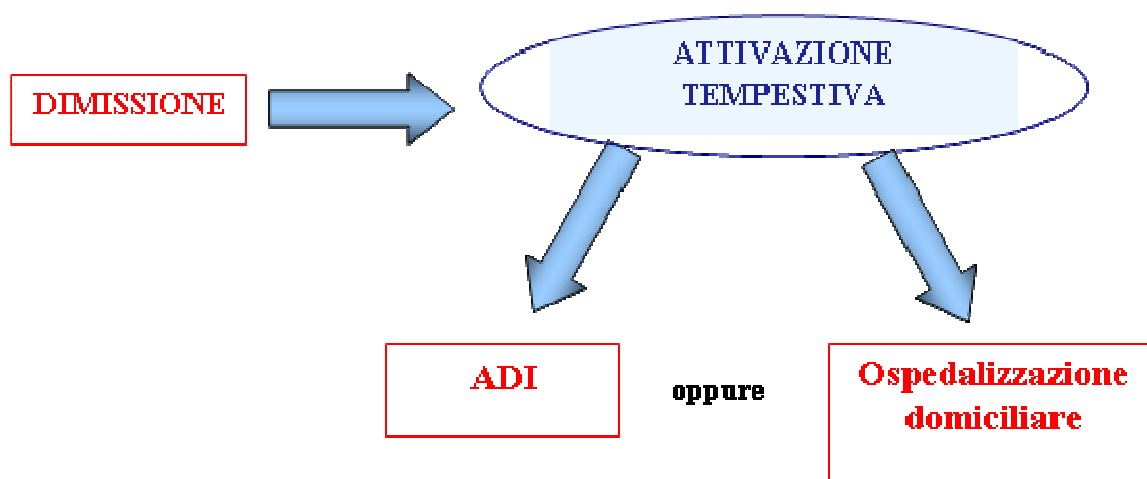 ATTIVAZIONE
TEMPESTIVA
DIMISSIONE
ADI
oppure
Ospedalizzazione
domiciliare